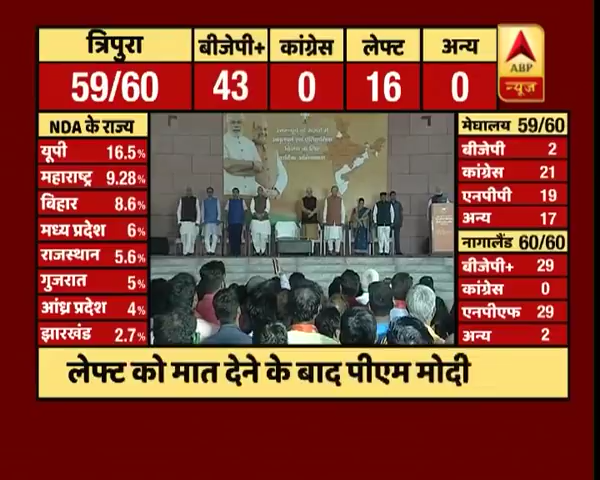 त्रिपुरा बीजेपी+ कांग्रेस लेफ्ट अन्य
59/60 43 0 16 0
ABP
न्यूज़
NDA के राज्य
यूपी 16.5%
महाराष्ट्र 9.28%
बिहार 8.6%
मध्य प्रदेश 6%
राजस्थान 5.6%
गुजरात 5%
आंध्र प्रदेश 4%
झारखंड 2.7%
मेघालय 59/60
बीजेपी 2
कांग्रेस 21
एनपीपी 19
अन्य 17
नागालैंड 60/60
बीजेपी+ 29
कांग्रेस 0
एनपीएफ 29
अन्य 2
लेफ्ट को मात देने के बाद पीएम मोदी